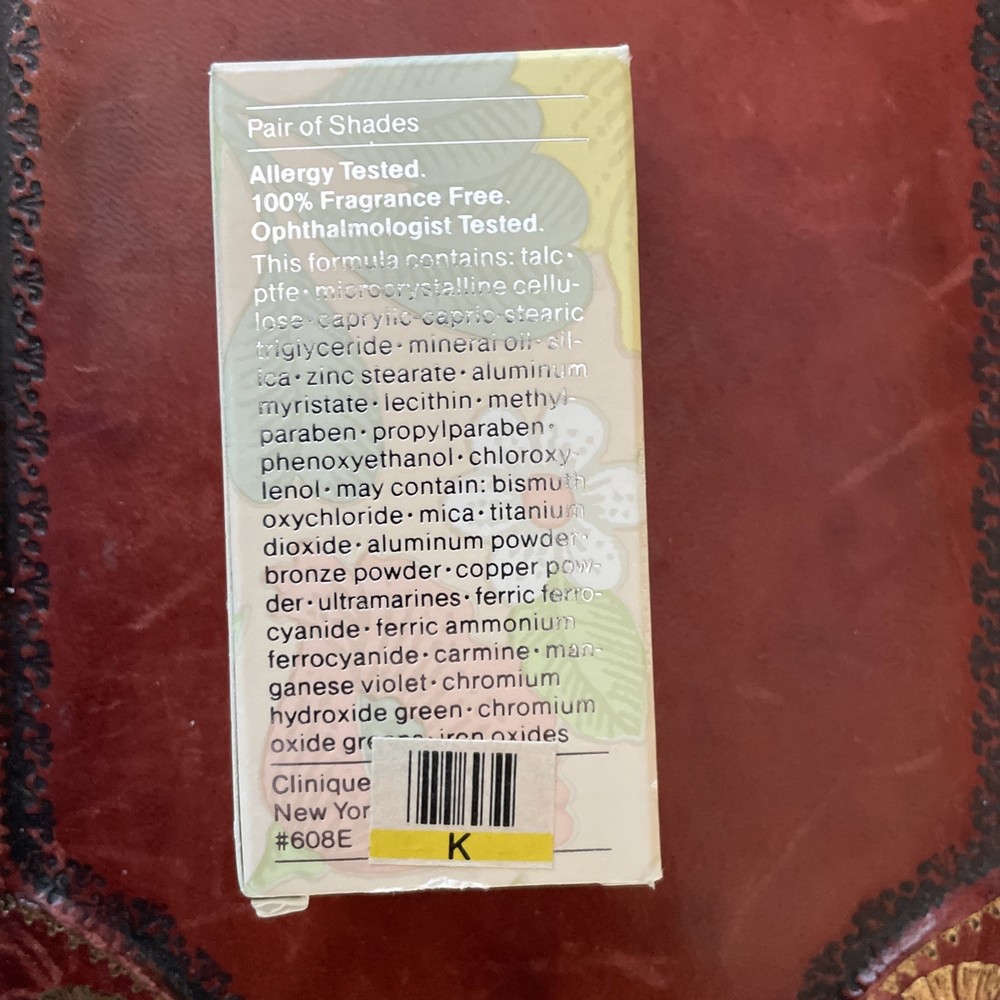 Pair of Shades
Allergy Tested.
100% Fragrance Free.
Ophthalmologist Tested.
This formula contains: talc•
ptfe•microcrystalline cellu-
lose•caprylic-capric-stearic
triglyceride•mineral oil•sil-
ica•zinc stearate•aluminum
myristate•lecithin•methyl-
paraben•propylparaben•
phenoxyethanol•chloroxy-
lenol•may contain: bismuth
oxychloride•mica•titanium
dioxide•aluminum powder•
bronze powder•copper pow-
der•ultramarines•ferric ferro-
cyanide•ferric ammonium
ferrocyanide•carmine•man-
ganese violet•chromium
hydroxide green•chromium
oxide iron oxides
Clinique
New Yor
#608E
K